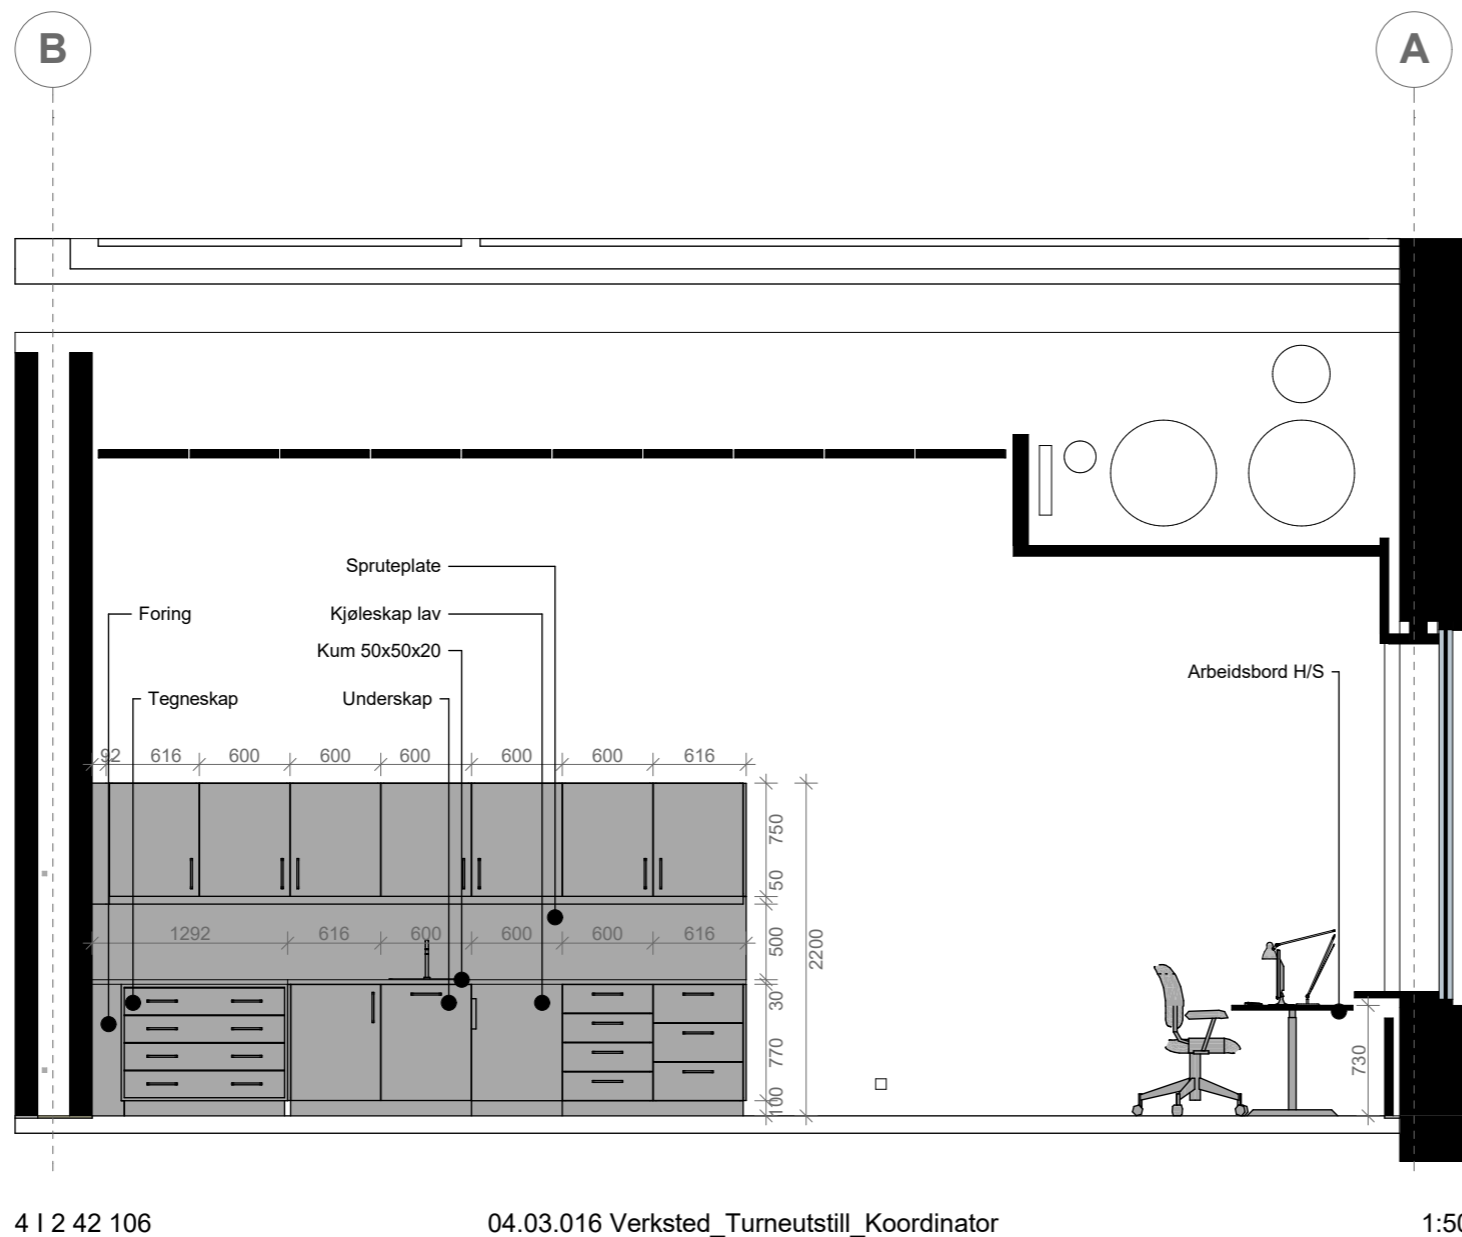 B
A
Spruteplate
Foring
Kjøleskap lav
Kum 50x50x20
Arbeidsbord H/S
Tegneskap
Underskap
92 616 600 600 600 600 600 616
750
50
1292 616 600 600 600 616
500
2200
30
770
730
100
4 I 2 42 106
04.03.016 Verksted_Turneutstill_Koordinator
1:50